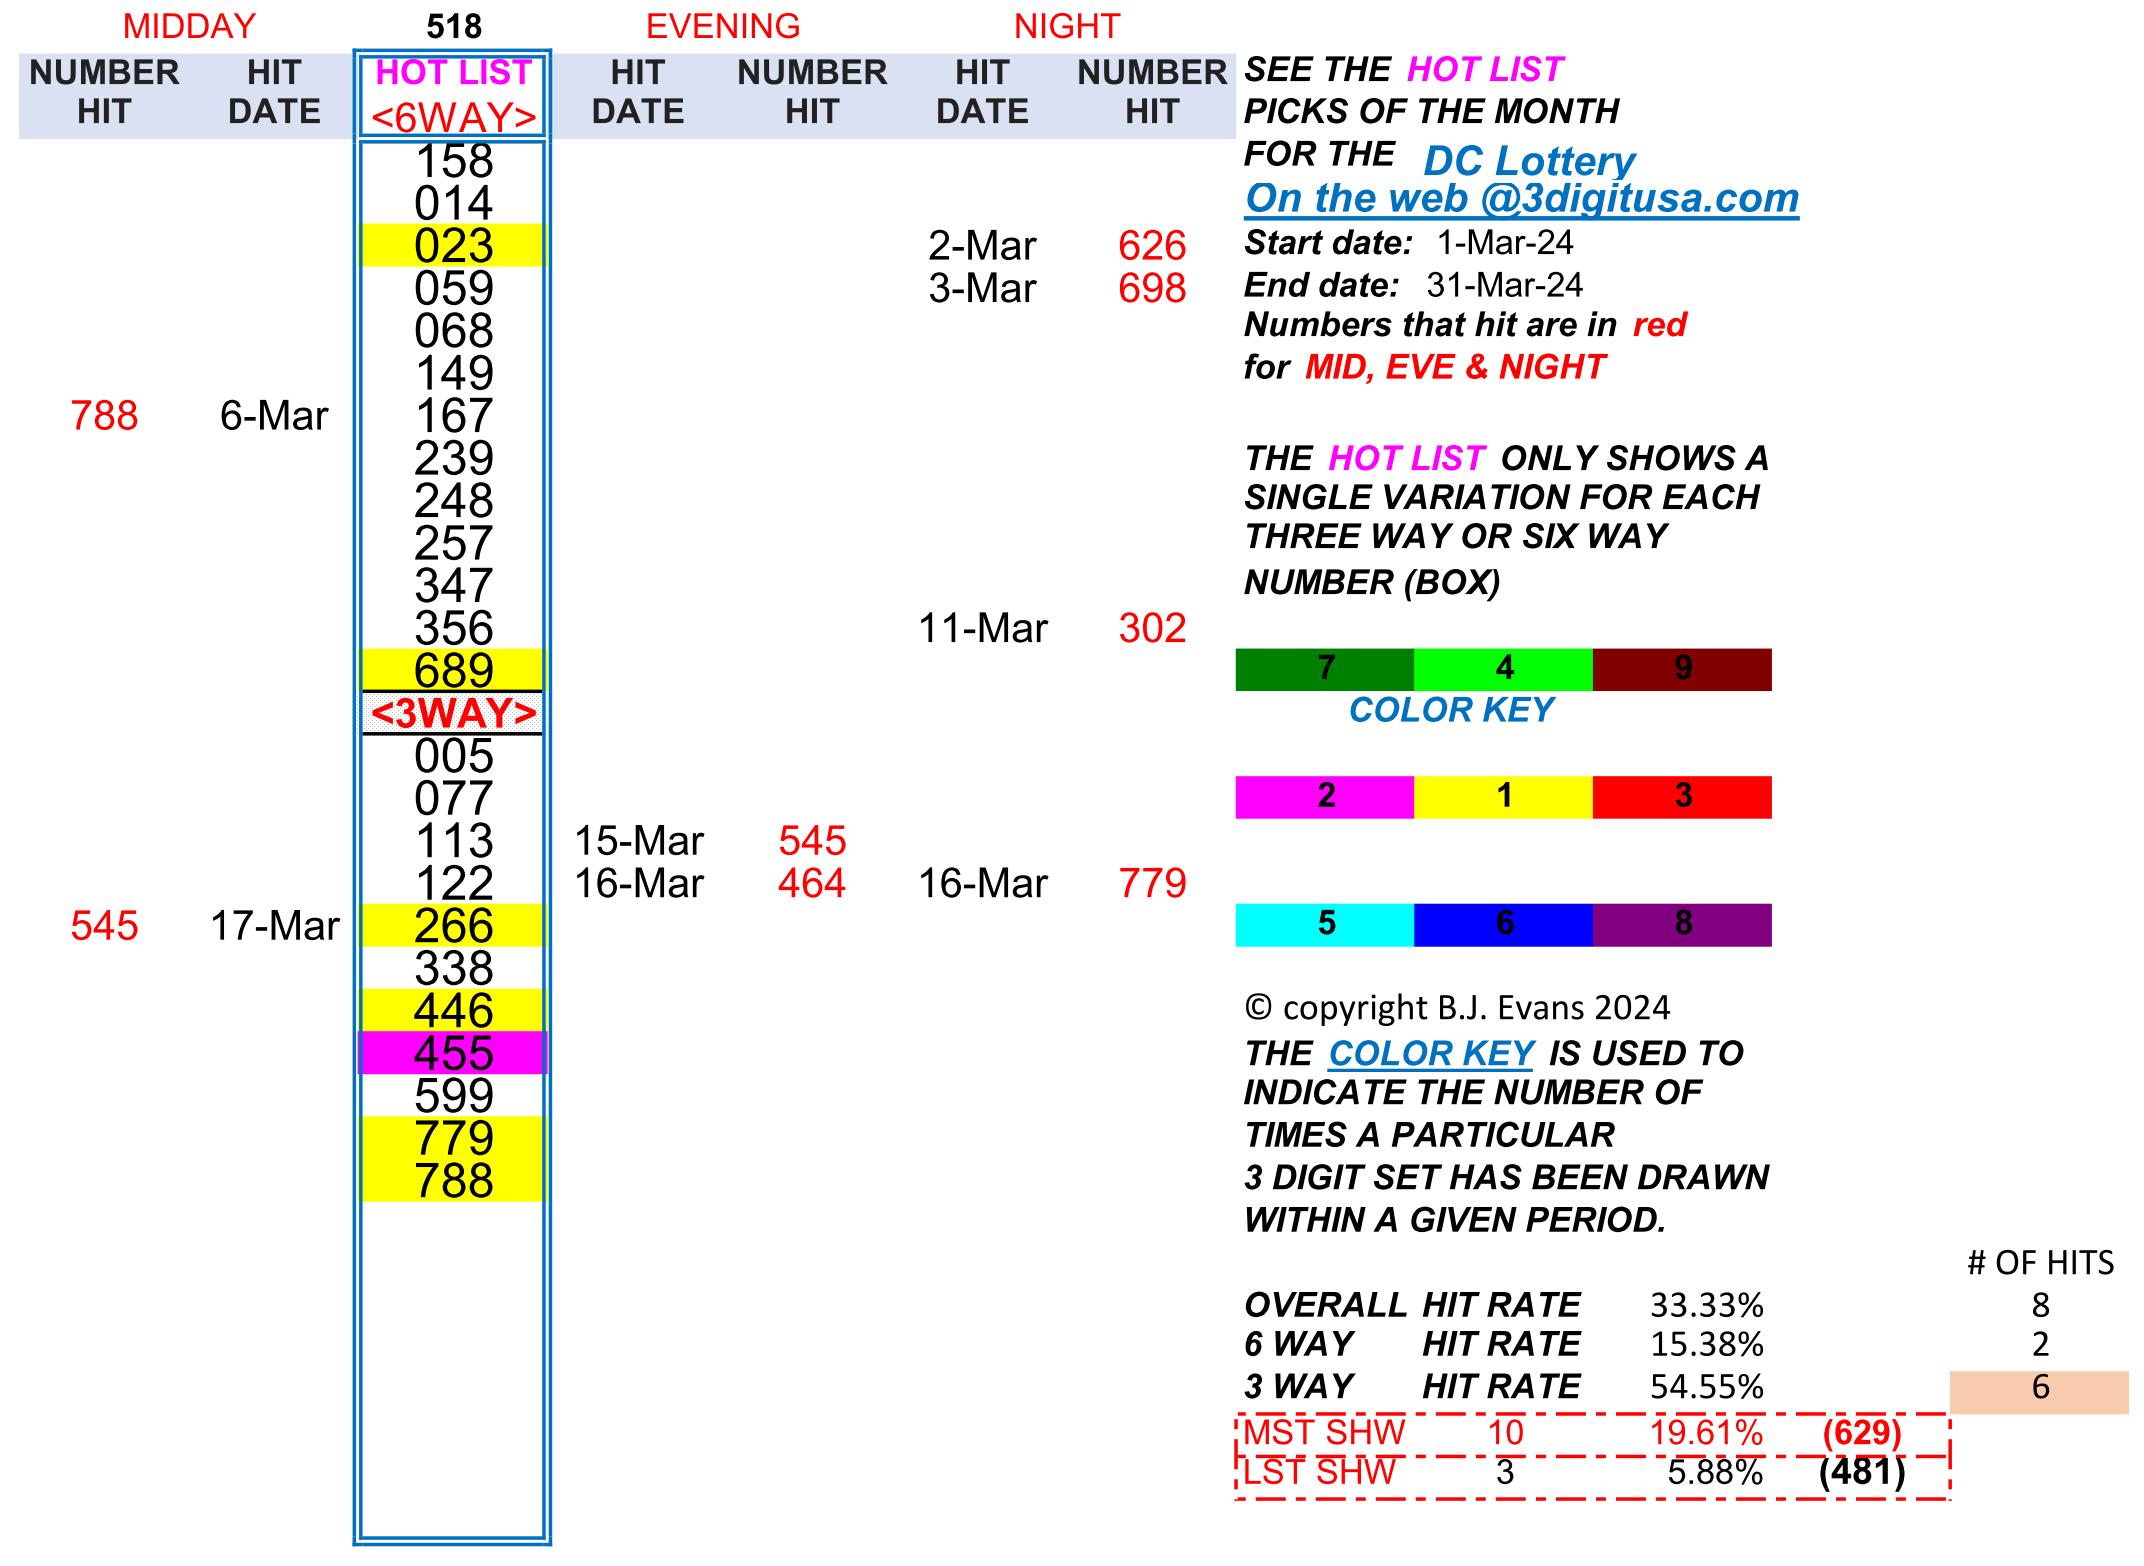 MIDDAY 518 EVENING NIGHT
NUMBER HIT HOT LIST HIT NUMBER HIT NUMBER SEE THE HOT LIST
HIT DATE <6WAY> DATE HIT DATE HIT PICKS OF THE MONTH
158 FOR THE DC Lottery
014 On the web @3digitusa.com
023 2-Mar 626 Start date: 1-Mar-24
059 3-Mar 698 End date: 31-Mar-24
068 Numbers that hit are in red
149 for MID, EVE & NIGHT
788 6-Mar 167
239 THE HOT LIST ONLY SHOWS A
248 SINGLE VARIATION FOR EACH
257 THREE WAY OR SIX WAY
347 NUMBER (BOX)
356 11-Mar 302
689 7 4 9
<3WAY> COLOR KEY
005
077 2 1 3
113 15-Mar 545
122 16-Mar 464 16-Mar 779
545 17-Mar 266 5 6 8
338
446 © copyright B.J. Evans 2024
455 THE COLOR KEY IS USED TO
599 INDICATE THE NUMBER OF
779 TIMES A PARTICULAR
788 3 DIGIT SET HAS BEEN DRAWN
WITHIN A GIVEN PERIOD.
# OF HITS
OVERALL HIT RATE 33.33% 8
6 WAY HIT RATE 15.38% 2
3 WAY HIT RATE 54.55% 6
MST SHW 10 19.61% (629)
LST SHW 3 5.88% (481)